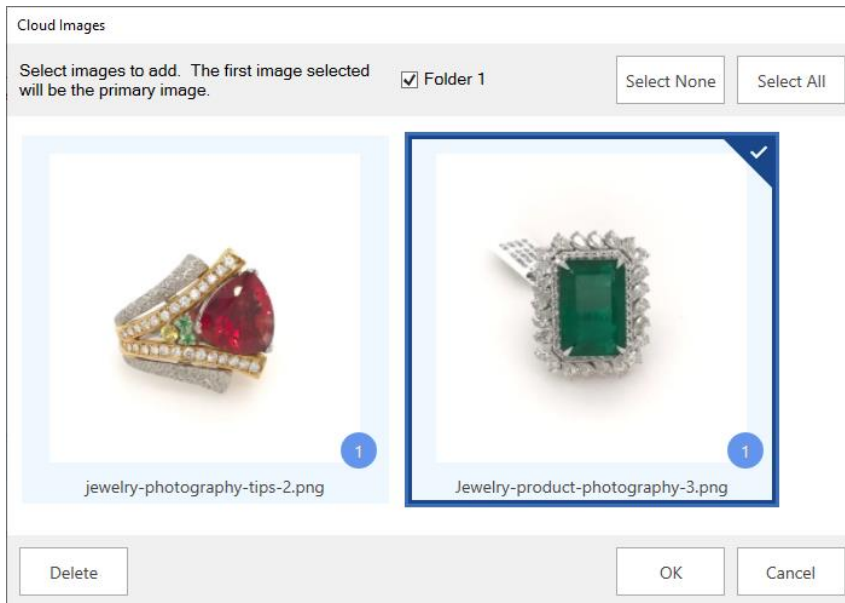 Cloud Images
Select images to add.  The first image selected
will be the primary image.
Folder 1
Select None
Select All
1
1
jewelry-photography-tips-2.png
Jewelry-product-photography-3.png
Delete
OK
Cancel